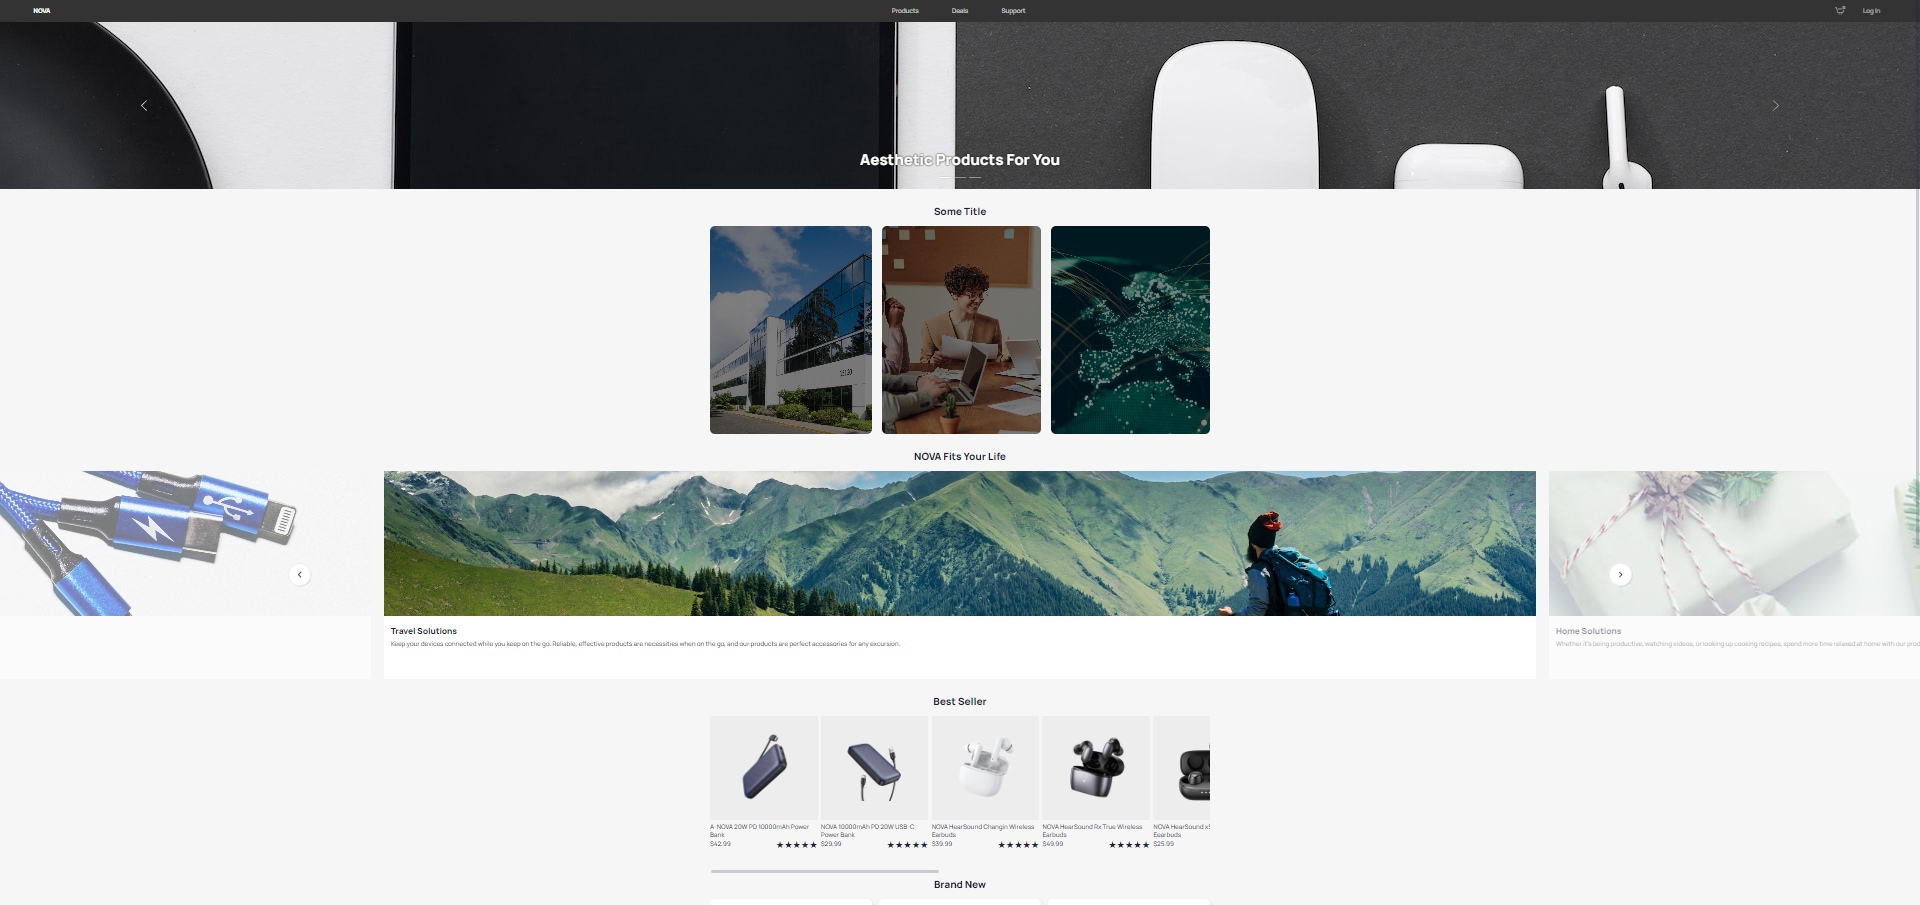 NOVA
Products
Deals
Support
Log In
Aesthetic Products For You
Some Title
NOVA Fits Your Life
Travel Solutions
Keep your devices connected while you keep on the go. Reliable, effective products are necessities when on the go, and our products are perfect accessories for any excursion.
Home Solutions
Whether it's being productive, watching videos, or looking up cooking recipes, spend more time relaxed at home with our prod
Best Seller
A- NOVA 20W PD 10000mAh Power
Bank
$42.99
★★★★★
NOVA 10000mAh PD 20W USB-C
Power Bank
$29.99
★★★★★
NOVA HearSound Changin Wireless
Earbuds
$39.99
★★★★★
NOVA HearSound Rx True Wireless
Earbuds
$49.99
★★★★★
NOVA HearSound x5
Eearbuds
$25.99
Brand New